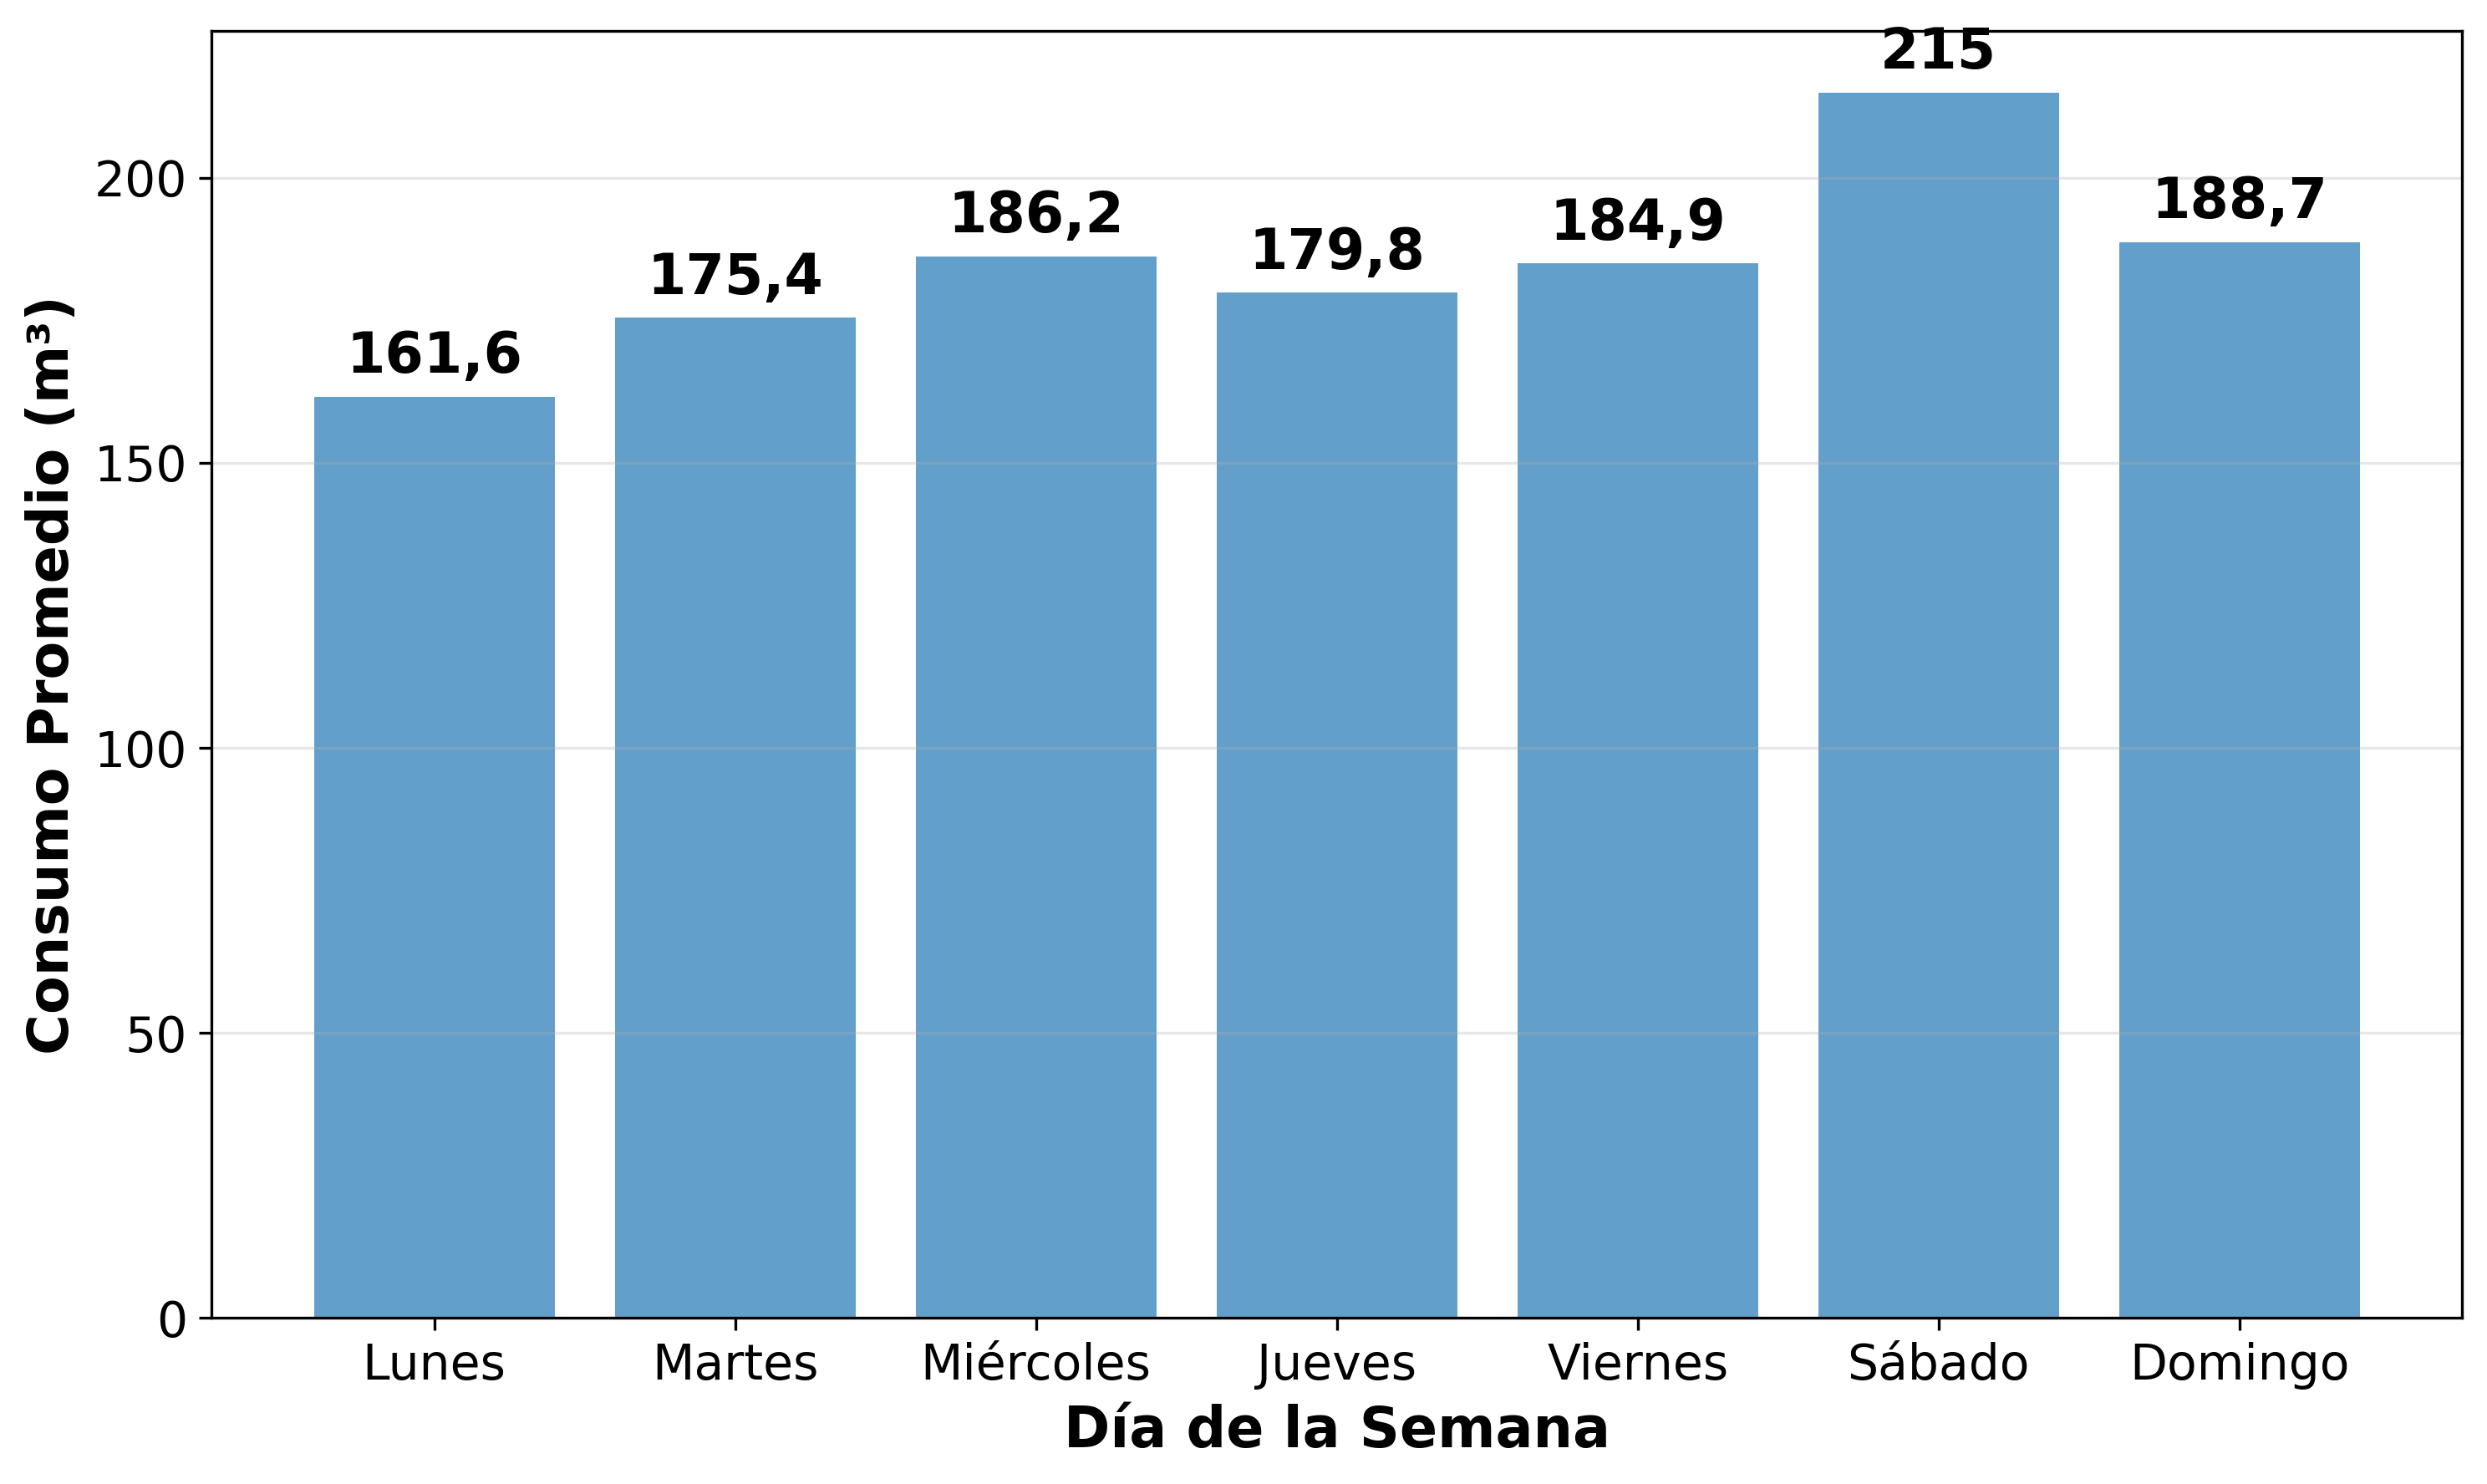 Consumo Promedio (m³)
200
150
100
50
0
161,6
175,4
186,2
179,8
184,9
215
188,7
Lunes
Martes
Miércoles
Jueves
Viernes
Sábado
Domingo
Día de la Semana